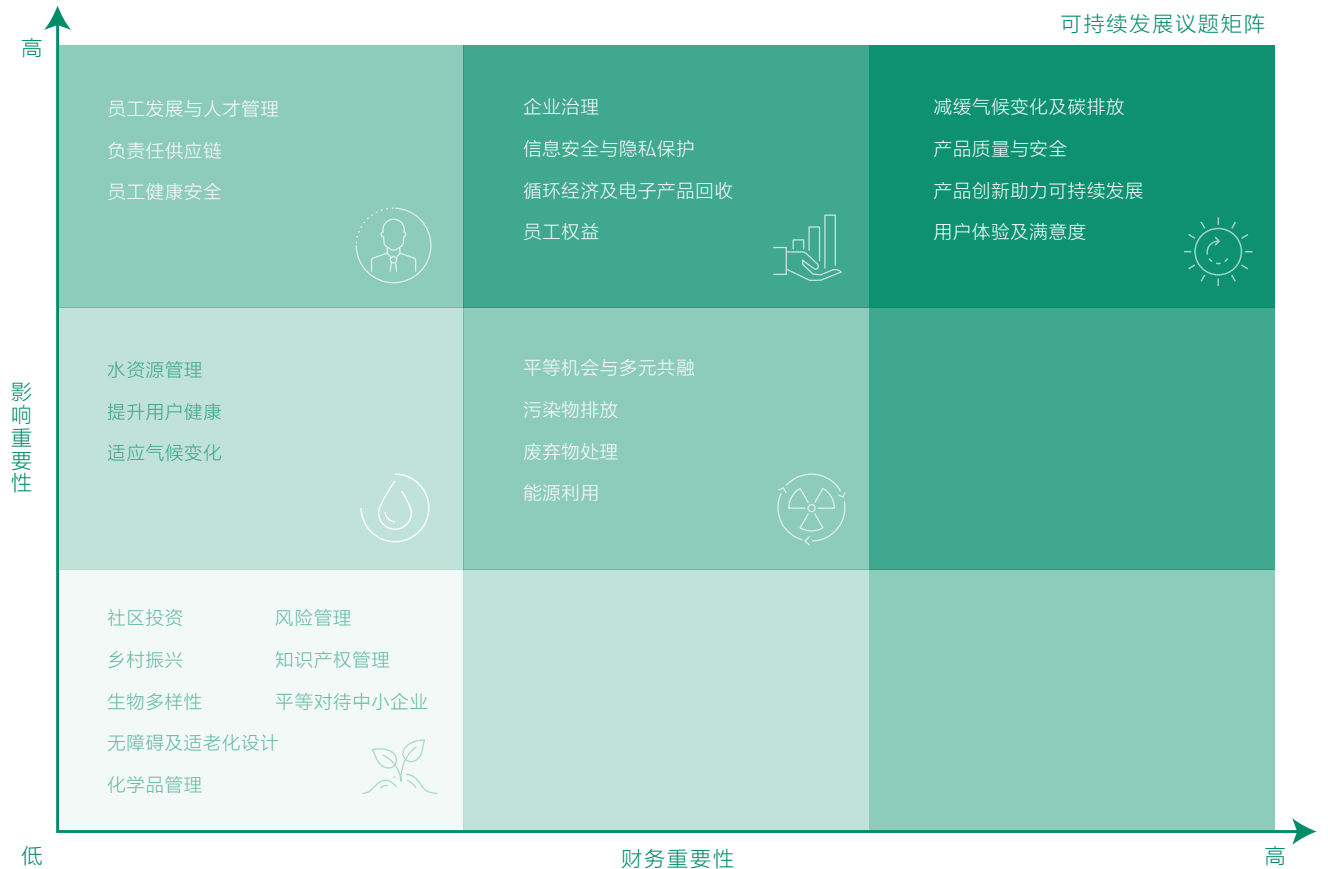 可持续发展议题矩阵
高
员工发展与人才管理
负责任供应链
员工健康安全
企业治理
信息安全与隐私保护
循环经济及电子产品回收
员工权益
减缓气候变化及碳排放
产品质量与安全
产品创新助力可持续发展
用户体验及满意度
影响重要性
水资源管理
提升用户健康
适应气候变化
平等机会与多元共融
污染物排放
废弃物处理
能源利用
社区投资
乡村振兴
生物多样性
无障碍及适老化设计
化学品管理
风险管理
知识产权管理
平等对待中小企业
低
财务重要性
高